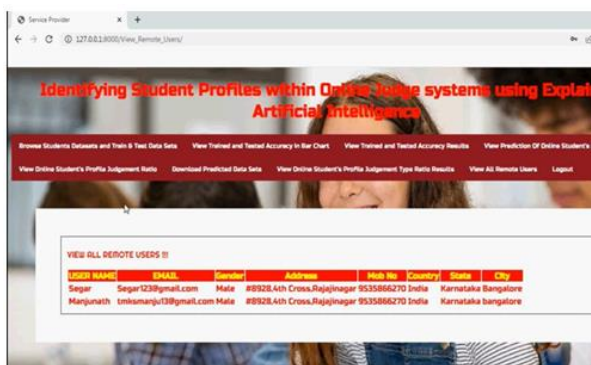 Service Provider
127.0.0.1:8000/View_Remote_Users/
Identifying Student Profiles within Online Judge systems using Explai
Artificial Intelligence
Browse Students Datasets and Train & Test Data Sets View Trained and Tested Accuracy in Bar Chart View Trained and Tested Accuracy Results View Prediction Of Online Student's
View Online Student's Profile Judgement Ratio Download Predicted Data Sets View Online Student's Profile Judgement Type Ratio Results View All Remote Users Logout
VIEW ALL REMOTE USERS !!!
USER NAME EMAIL Gender Address Mob No Country State City
Segar Segar123@gmail.com Male #8928,4th Cross,Rajajinagar 9535866270 India Karnataka Bangalore
Manjunath tmksmanju13@gmail.com Male #8928,4th Cross,Rajajinagar 9535866270 India Karnataka bangalore